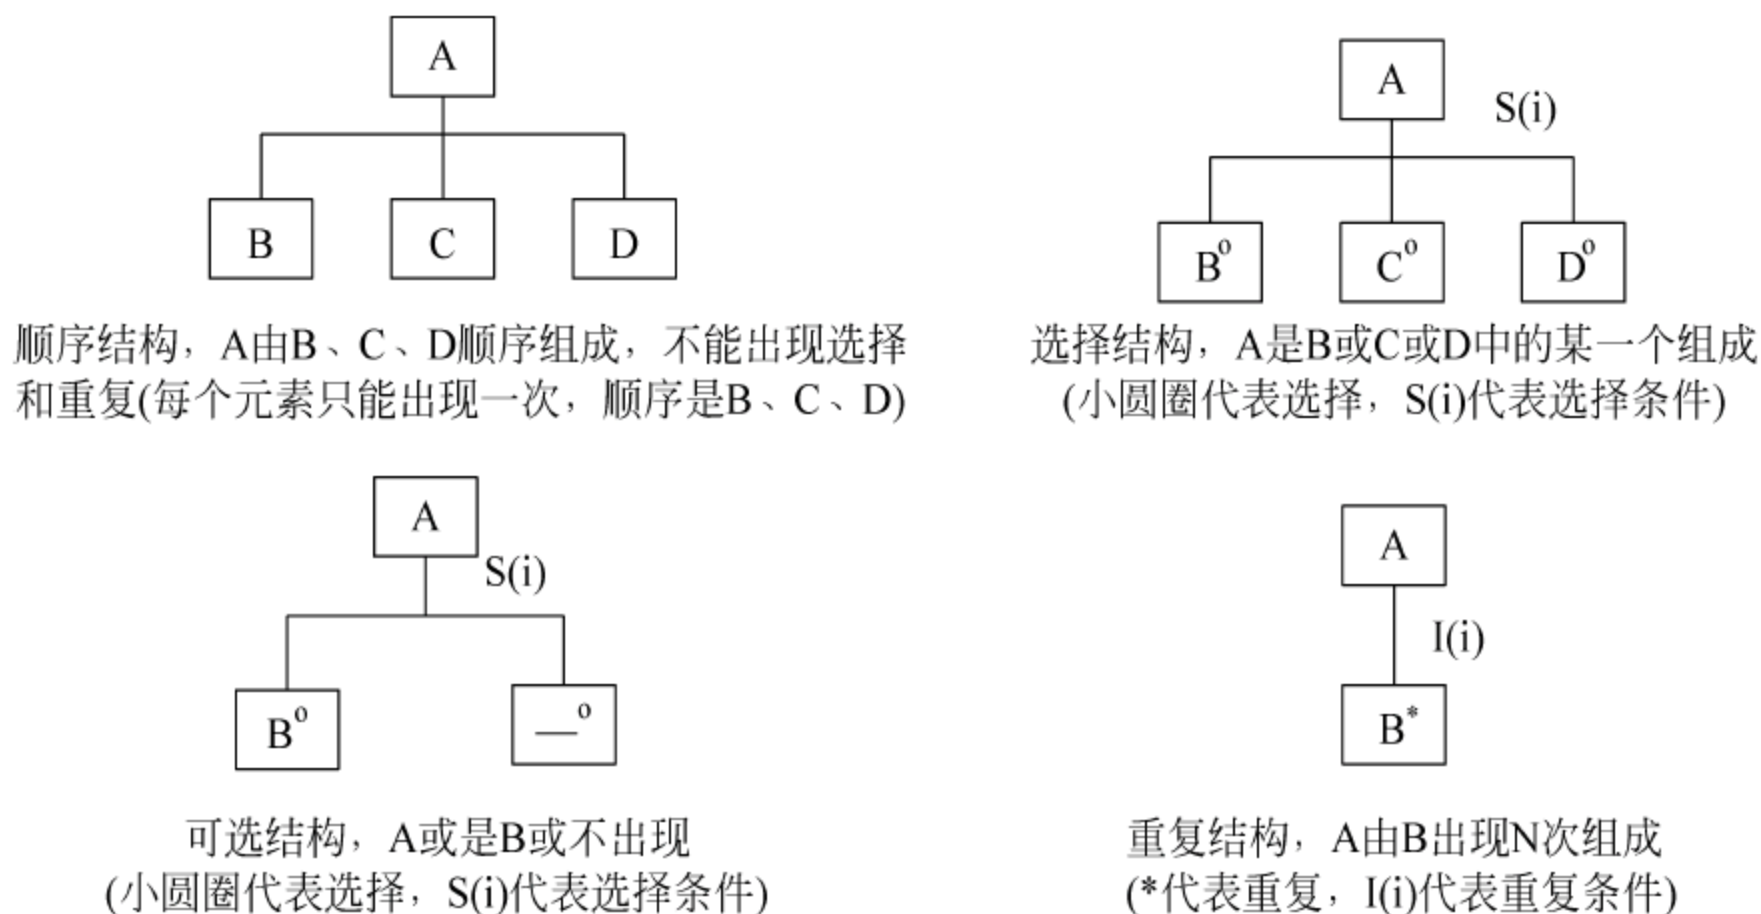 A
B
C
D
顺序结构，A由B、C、D顺序组成，不能出现选择
和重复(每个元素只能出现一次，顺序是B、C、D)
A
S(i)
B°
C°
D°
选择结构，A是B或C或D中的某一个组成
(小圆圈代表选择，S(i)代表选择条件)
A
S(i)
B°
—°
可选结构，A或是B或不出现
(小圆圈代表选择，S(i)代表选择条件)
A
I(i)
B*
重复结构，A由B出现N次组成
(*代表重复，I(i)代表重复条件)